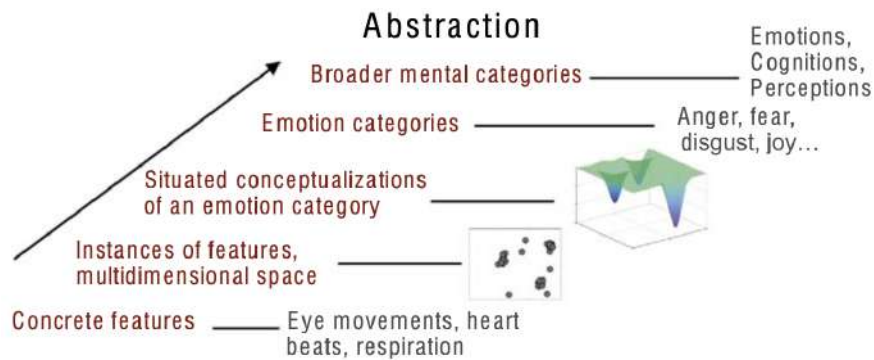 Abstraction
Emotions,
Cognitions,
Perceptions
Broader mental categories
Emotion categories
Anger, fear,
disgust, joy...
Situated conceptualizations
of an emotion category
Instances of features,
multidimensional space
Concrete features
Eye movements, heart
beats, respiration